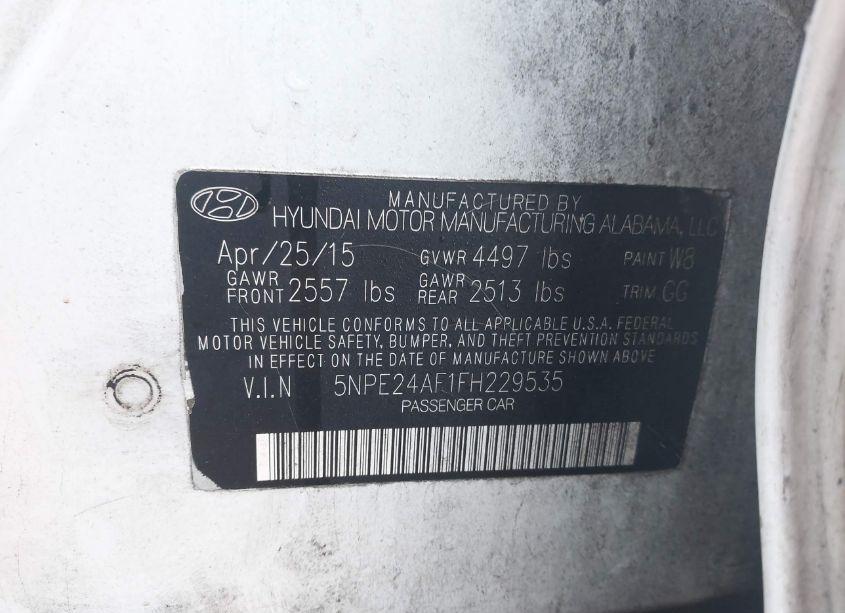 MANUFACTURED BY
HYUNDAI MOTOR MANUFACTURING ALABAMA, LLC
Apr/25/15 GVWR 4497 lbs PAINT W8
GAWR FRONT 2557 lbs GAWR REAR 2513 lbs TRIM GG
THIS VEHICLE CONFORMS TO ALL APPLICABLE U.S.A. FEDERAL
MOTOR VEHICLE SAFETY, BUMPER, AND THEFT PREVENTION STANDARDS
IN EFFECT ON THE DATE OF MANUFACTURE SHOWN ABOVE
V.I.N 5NPE24AF1FH229535
PASSENGER CAR